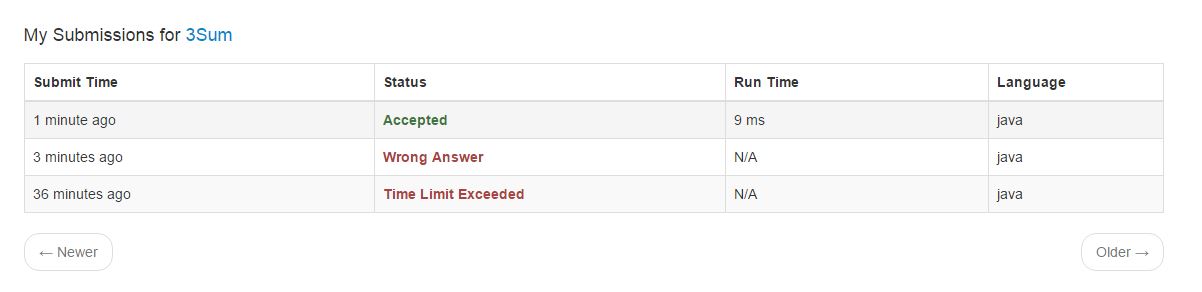 My Submissions for 3Sum
Submit Time Status Run Time Language
1 minute ago Accepted 9 ms java
3 minutes ago Wrong Answer N/A java
36 minutes ago Time Limit Exceeded N/A java
← Newer Older →